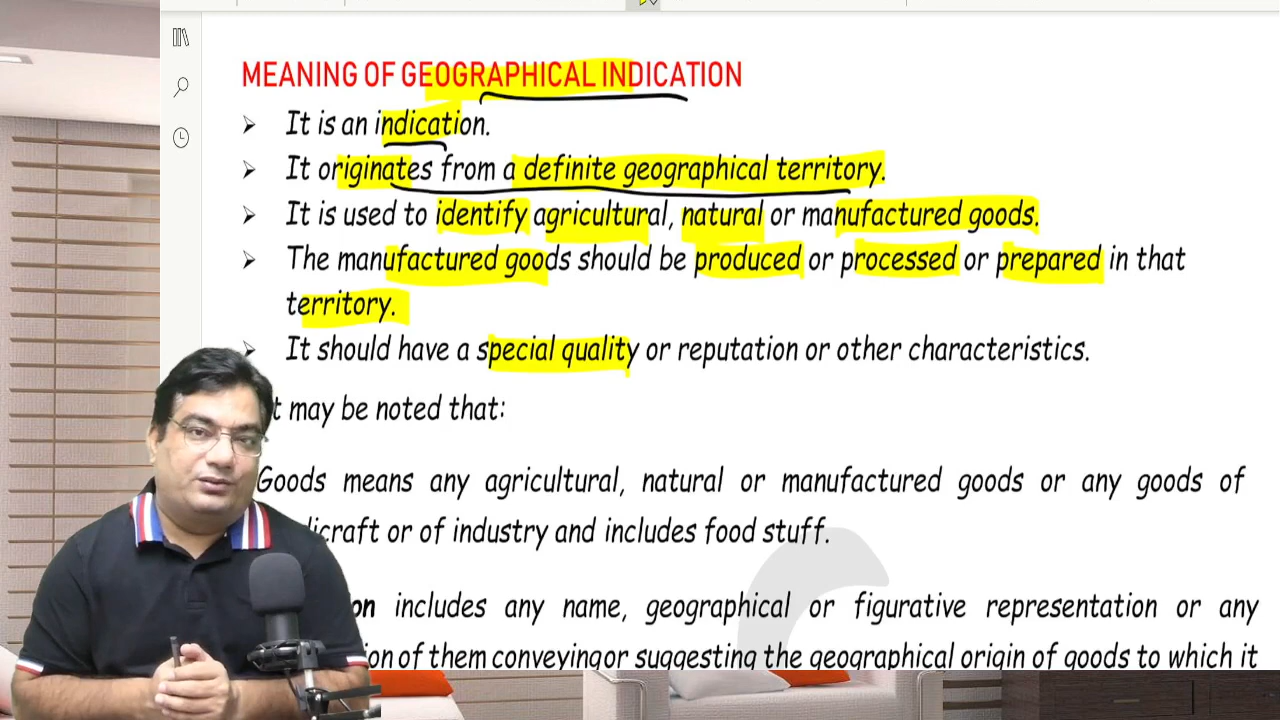 MEANING OF GEOGRAPHICAL INDICATION
It is an indication.
It originates from a definite geographical territory.
It is used to identify agricultural, natural or manufactured goods.
The manufactured goods should be produced or processed or prepared in that
territory.
It should have a special quality or reputation or other characteristics.
may be noted that:
Goods means any agricultural, natural or manufactured goods or any goods of
or of industry and includes food stuff.
includes any name, geographical or figurative representation or any
of them conveying or suggesting the geographical origin of goods to which it